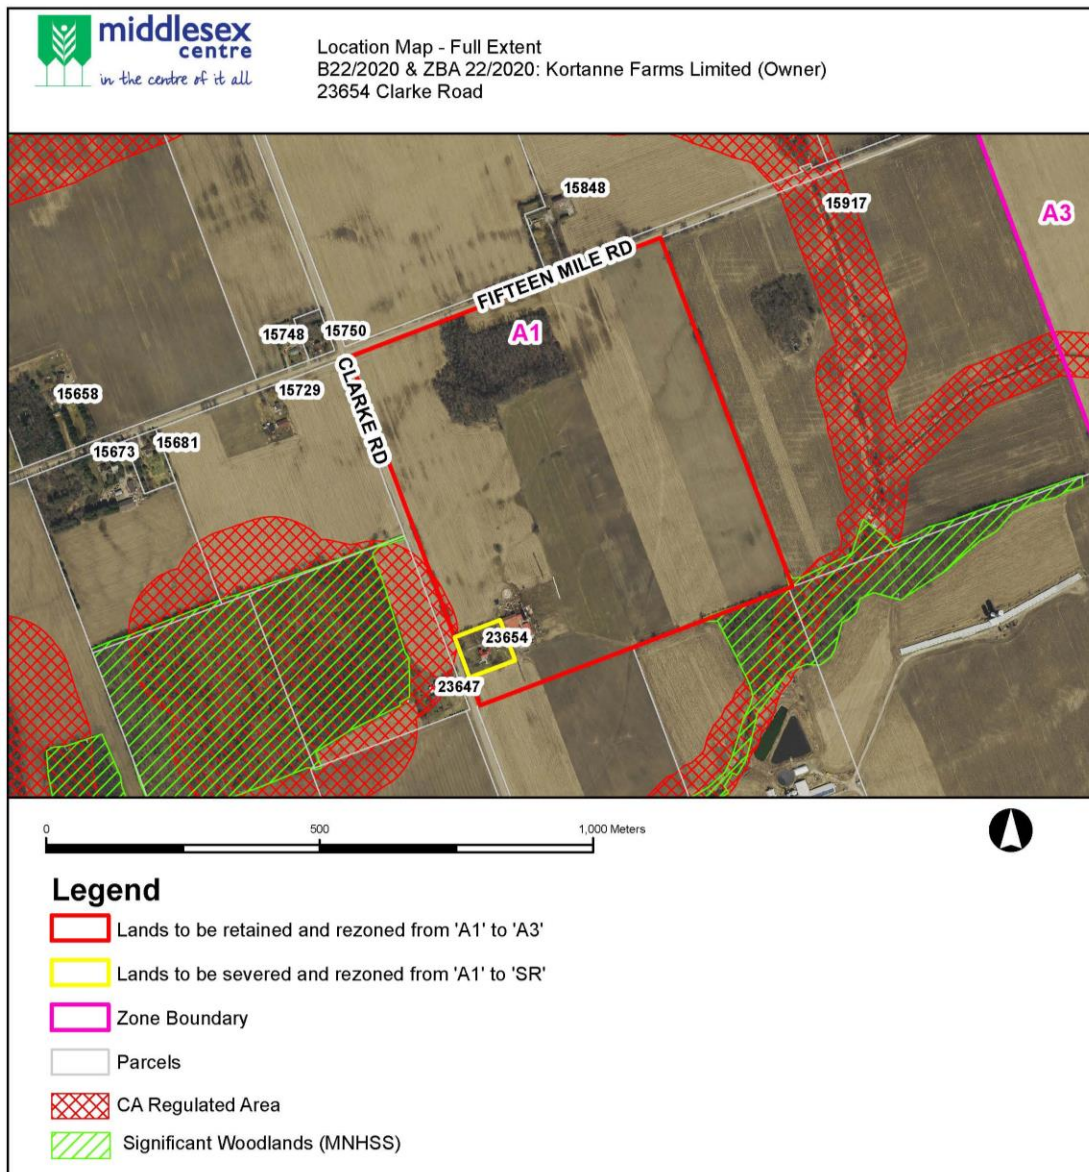 middlesex
centre
in the centre of it all
Location Map - Full Extent
B22/2020 & ZBA 22/2020: Kortanne Farms Limited (Owner)
23654 Clarke Road
15848
15917
A3
FIFTEEN MILE RD
A1
15748
15750
15658
15729
CLARKE RD
15673
15681
23654
23647
0
500
1,000 Meters
Legend
Lands to be retained and rezoned from 'A1' to 'A3'
Lands to be severed and rezoned from 'A1' to 'SR'
Zone Boundary
Parcels
CA Regulated Area
Significant Woodlands (MNHSS)